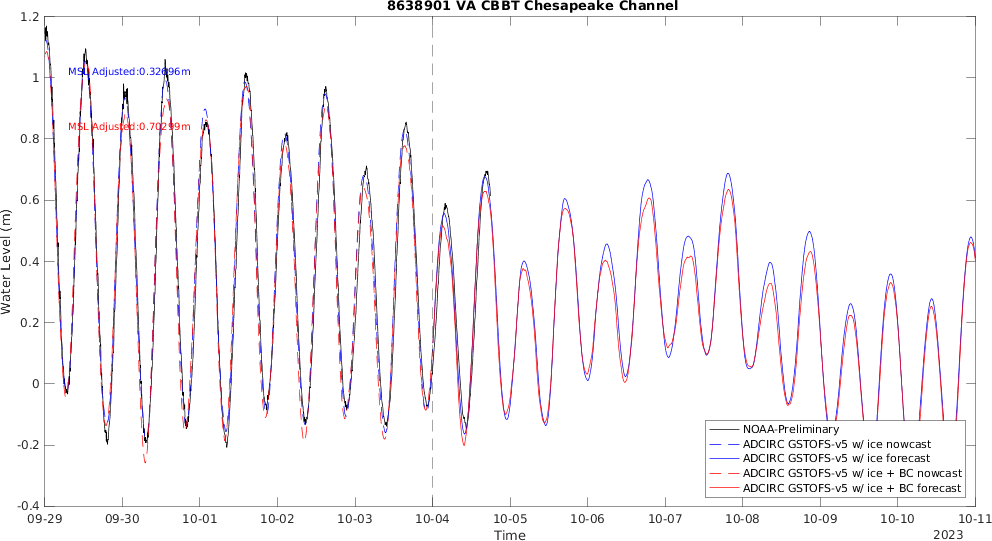 8638901 VA CBBT Chesapeake Channel
1.2
1
0.8
0.6
0.4
0.2
0
-0.2
-0.4
Water Level (m)
MSL Adjusted:0.32696m
MSL Adjusted:0.70299m
NOAA-Preliminary
ADCIRC GSTOFS-v5 w/ ice nowcast
ADCIRC GSTOFS-v5 w/ ice forecast
ADCIRC GSTOFS-v5 w/ ice + BC nowcast
ADCIRC GSTOFS-v5 w/ ice + BC forecast
09-29 09-30 10-01 10-02 10-03 10-04 10-05 10-06 10-07 10-08 10-09 10-10 10-11
Time
2023